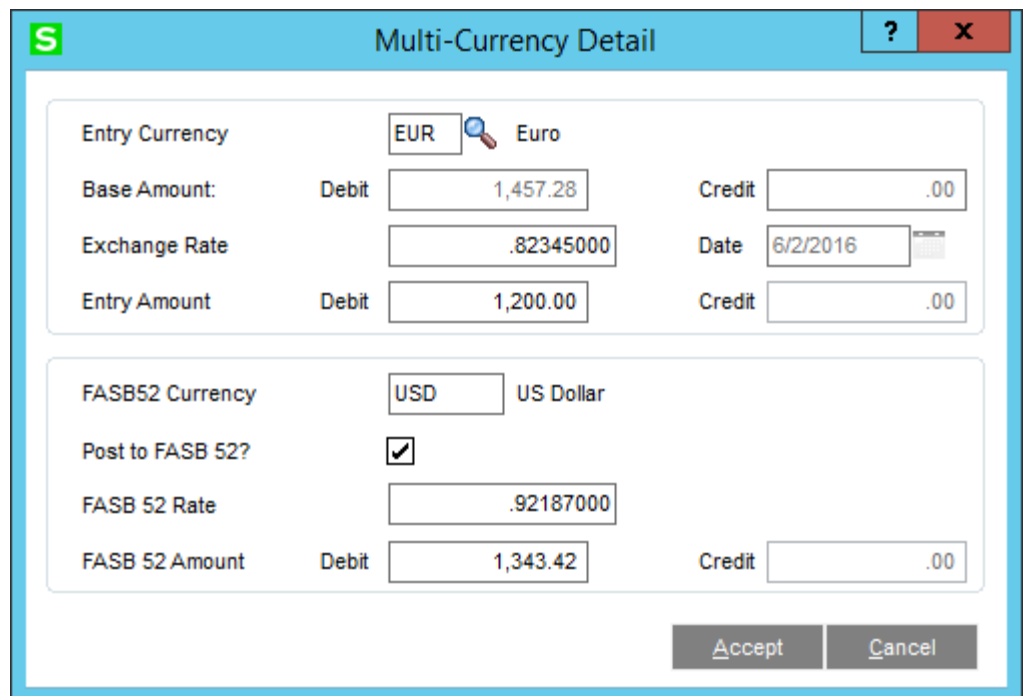 S Multi-Currency Detail ? x
Entry Currency EUR Euro
Base Amount: Debit 1,457.28 Credit .00
Exchange Rate .82345000 Date 6/2/2016
Entry Amount Debit 1,200.00 Credit .00
FASB52 Currency USD US Dollar
Post to FASB 52?
FASB 52 Rate .92187000
FASB 52 Amount Debit 1,343.42 Credit .00
Accept Cancel